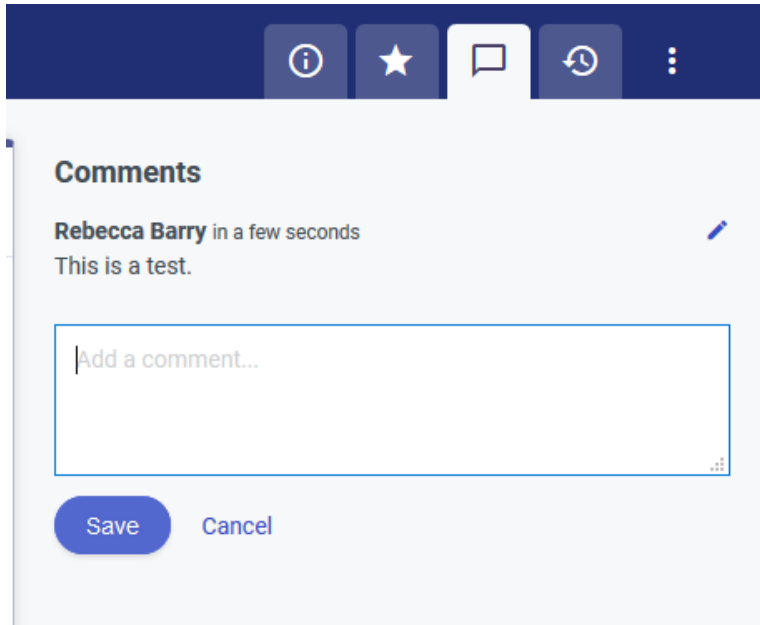 Comments
Rebecca Barry in a few seconds
This is a test.
Add a comment...
Save Cancel